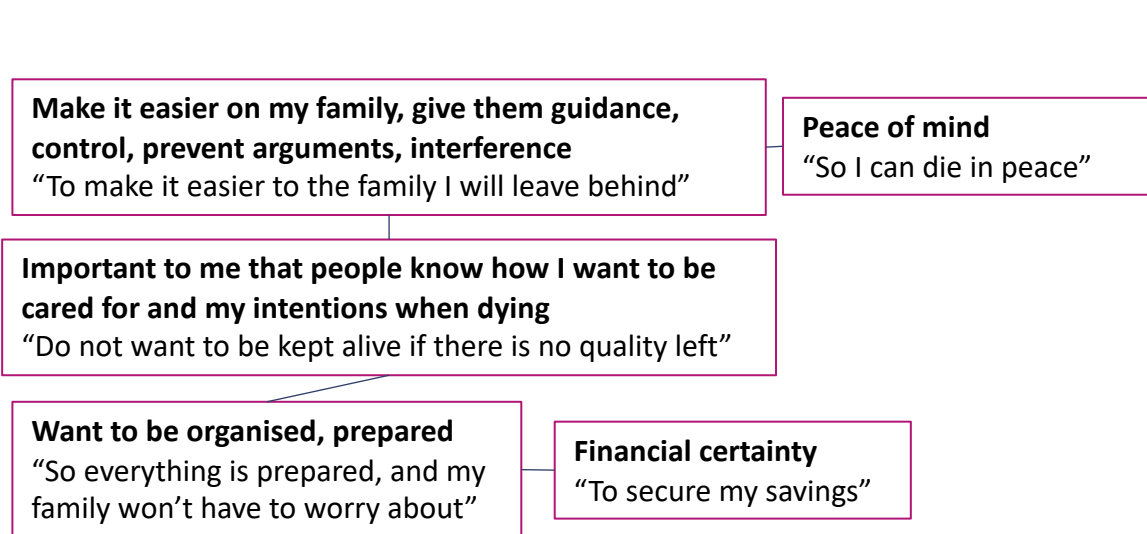 Make it easier on my family, give them guidance,
control, prevent arguments, interference
“To make it easier to the family I will leave behind”
Peace of mind
“So I can die in peace”
Important to me that people know how I want to be
cared for and my intentions when dying
“Do not want to be kept alive if there is no quality left”
Want to be organised, prepared
“So everything is prepared, and my
family won’t have to worry about”
Financial certainty
“To secure my savings”